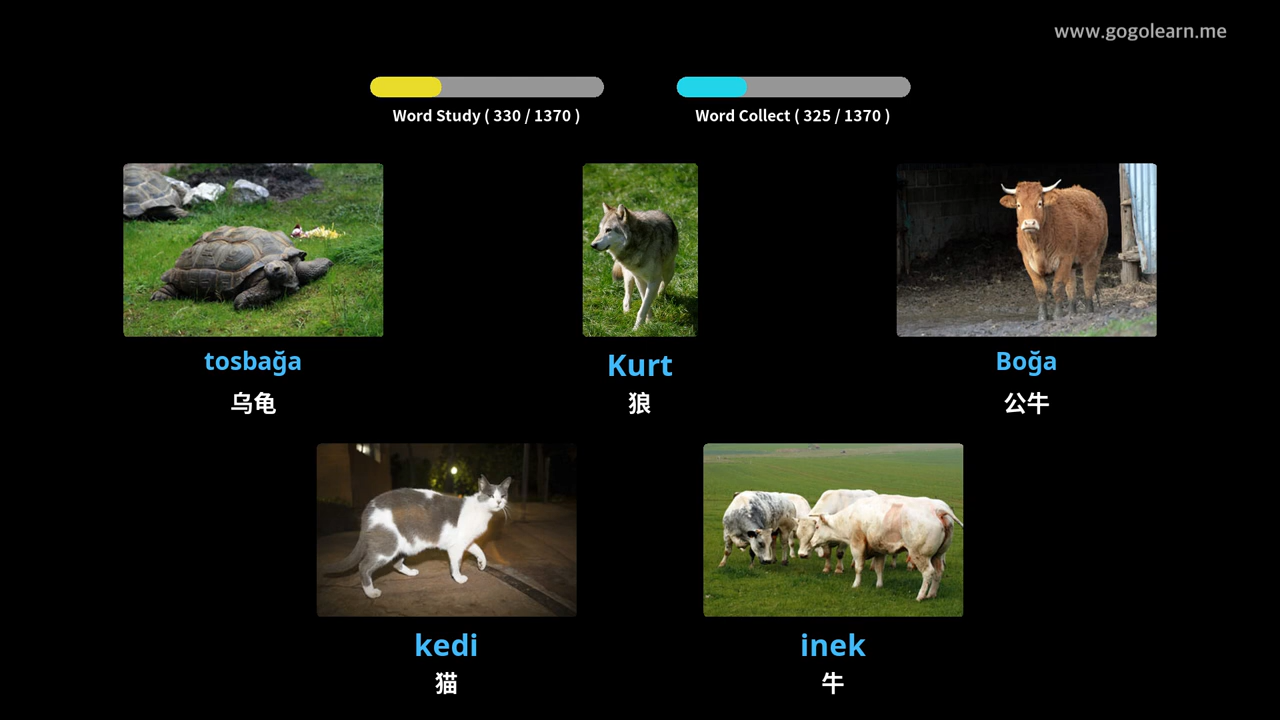 www.gogolearn.me
Word Study ( 330 / 1370 )
Word Collect ( 325 / 1370 )
tosbağa
乌龟
Kurt
狼
Boğa
公牛
kedi
猫
inek
牛